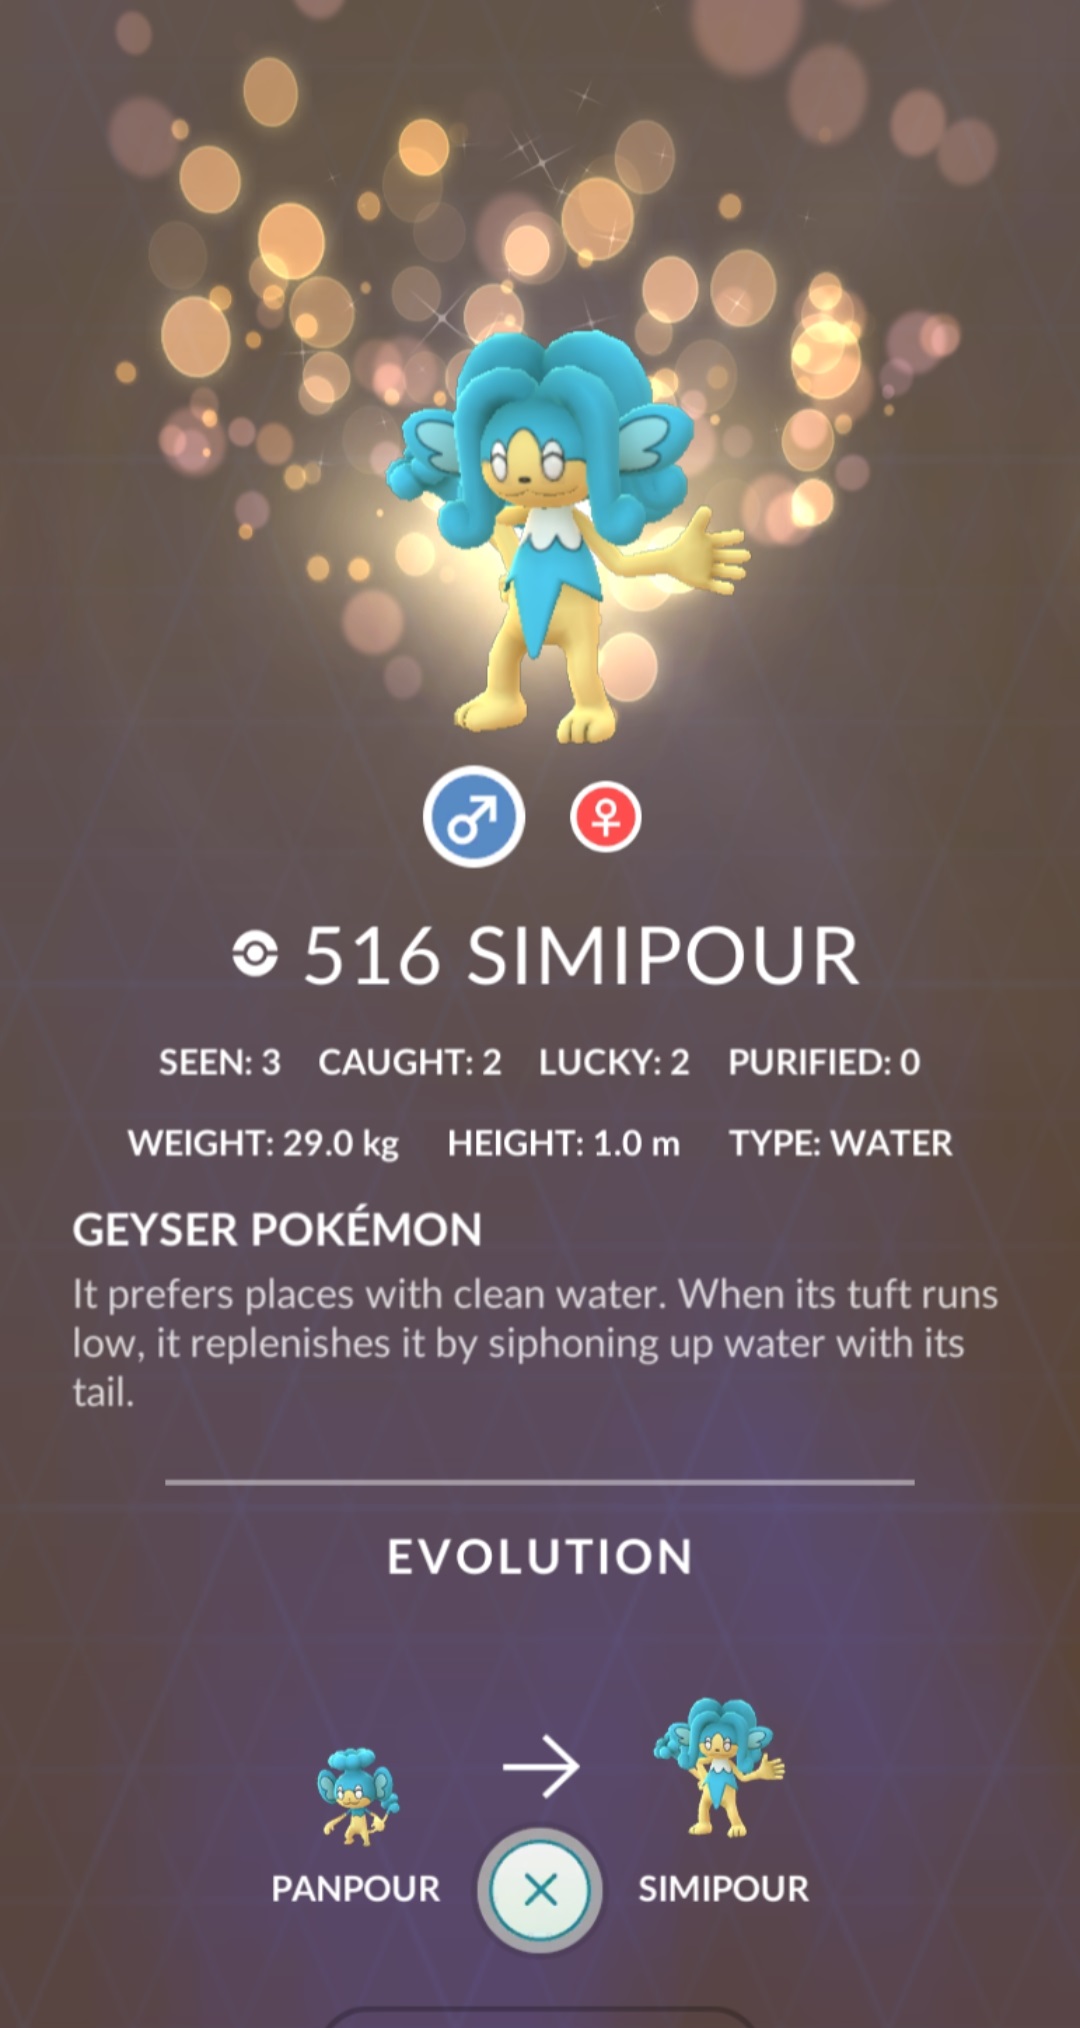 516 SIMIPOUR
SEEN: 3 CAUGHT: 2 LUCKY: 2 PURIFIED: 0
WEIGHT: 29.0 kg HEIGHT: 1.0 m TYPE: WATER
GEYSER POKÉMON
It prefers places with clean water. When its tuft runs
low, it replenishes it by siphoning up water with its
tail.
EVOLUTION
PANPOUR SIMIPOUR